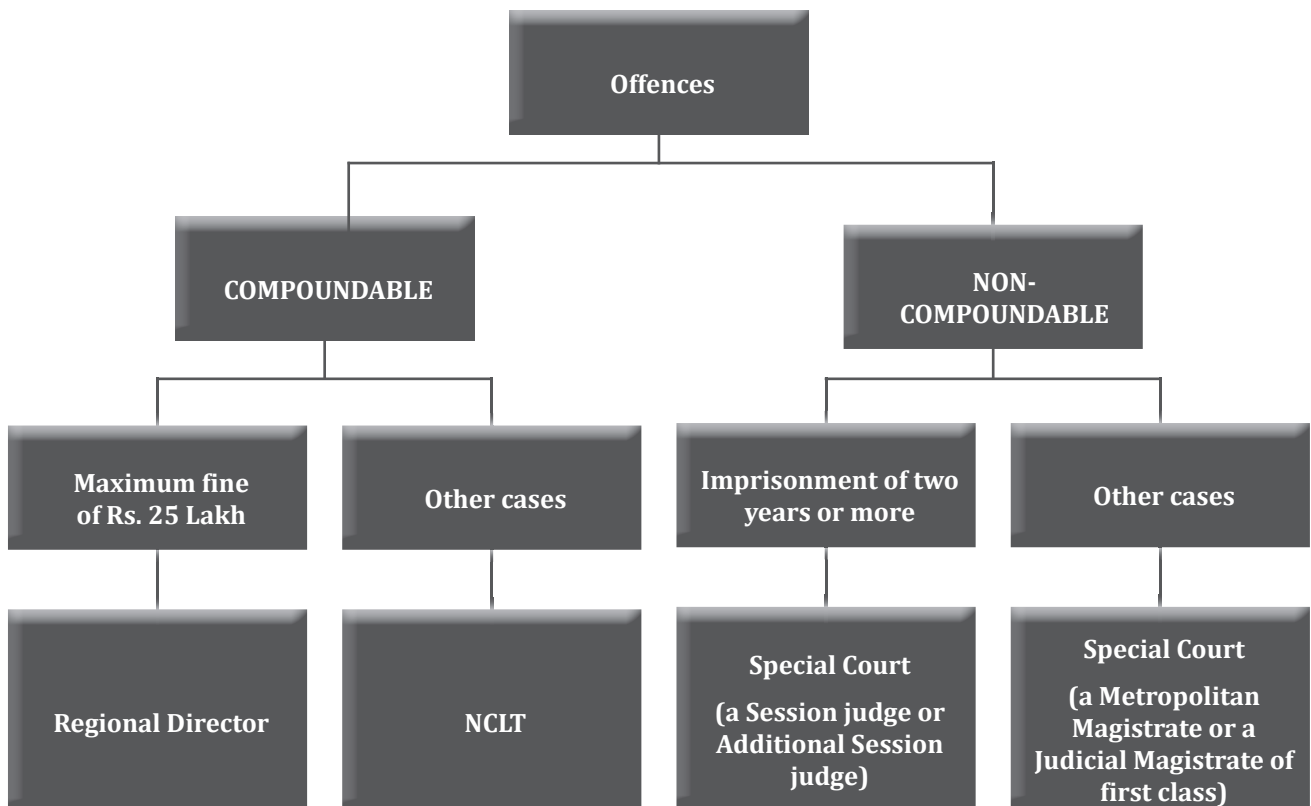 Offences
COMPOUNDABLE
NON-
COMPOUNDABLE
Maximum fine
of Rs. 25 Lakh
Other cases
Imprisonment of two
years or more
Other cases
Regional Director
NCLT
Special Court
(a Session judge or
Additional Session
judge)
Special Court
(a Metropolitan
Magistrate or a
Judicial Magistrate of
first class)